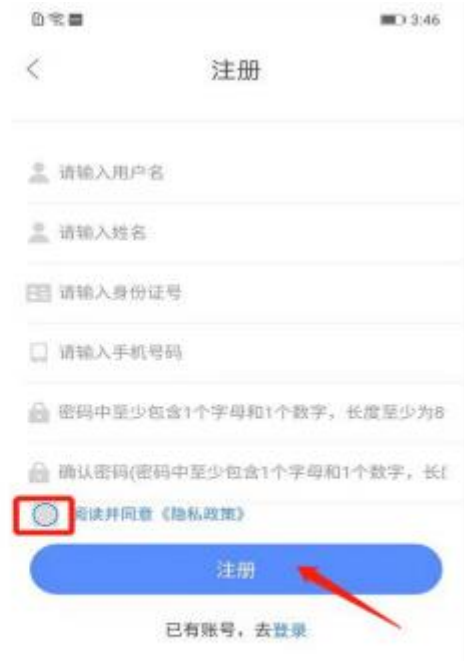 3:46
注册
请输入用户名
请输入姓名
请输入身份证号
请输入手机号码
密码中至少包含1个字母和1个数字，长度至少为8
确认密码(密码中至少包含1个字母和1个数字，长
阅读并同意《隐私政策》
注册
已有账号，去登录